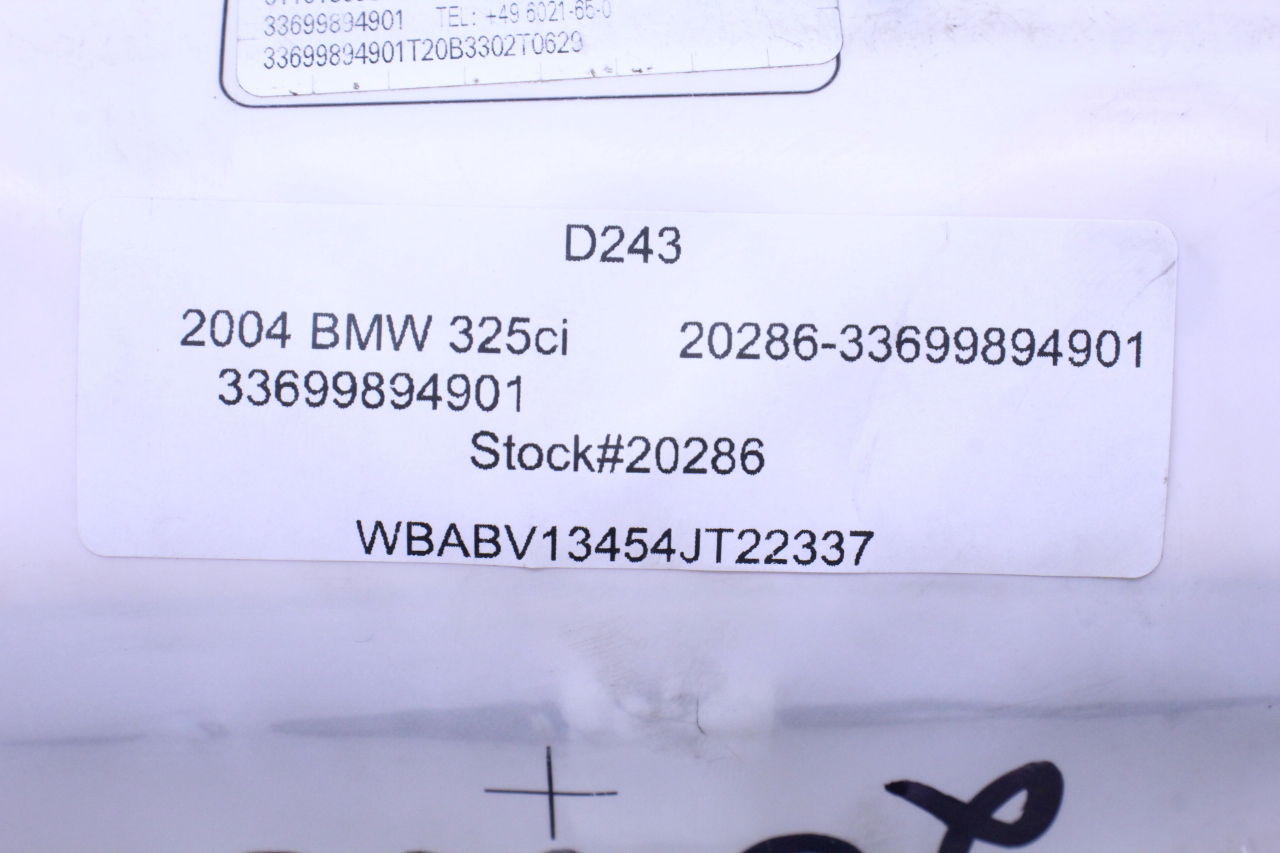 33699894901 TEL: +49 6021-65-0
33699894901T20B3302T0629
D243
2004 BMW 325ci 20286-33699894901
33699894901
Stock#20286
WBABV13454JT22337